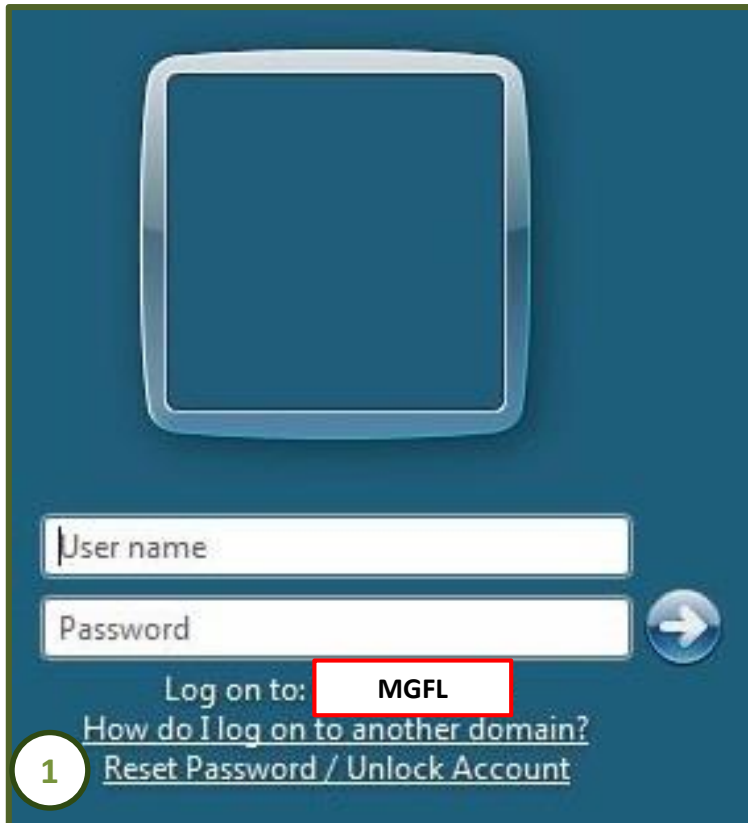 User name
Password
Log on to: MGFL
How do I log on to another domain?
1 Reset Password / Unlock Account